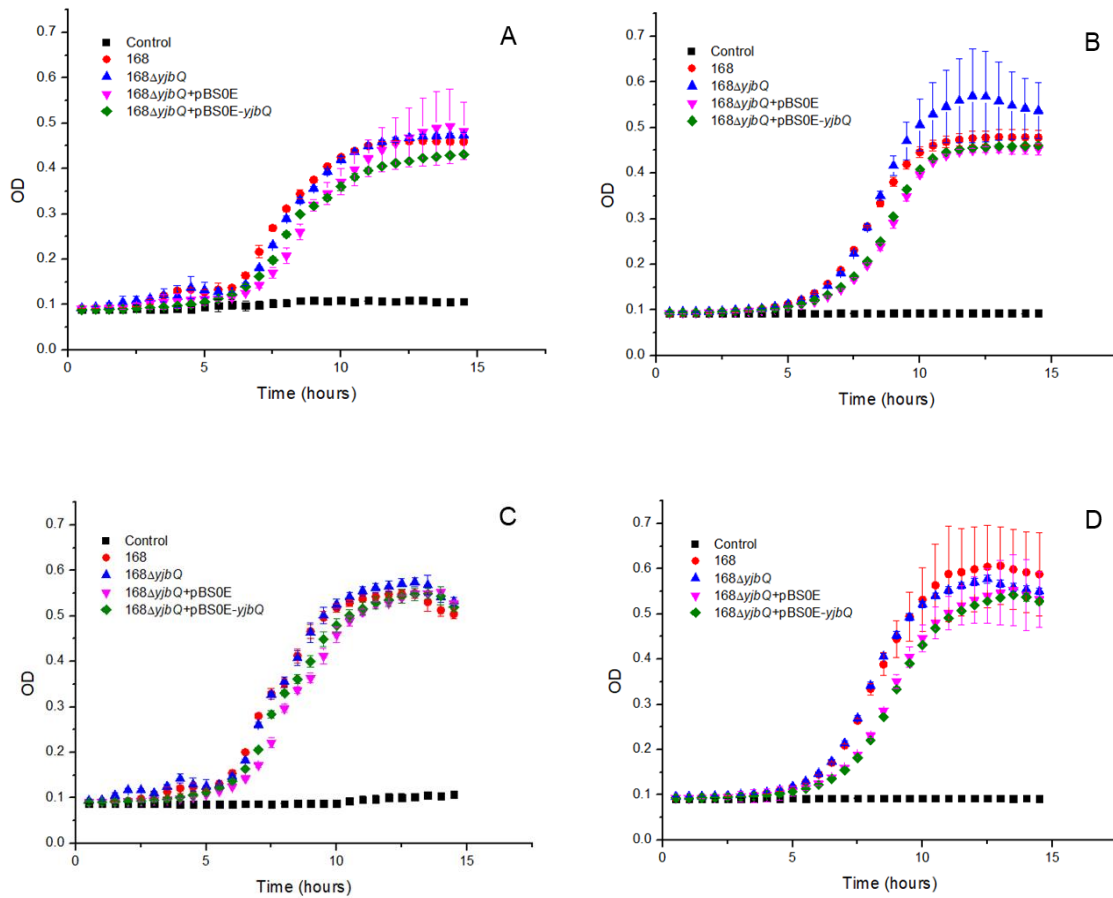 A
Control
168
168ΔyjbQ
168ΔyjbQ+pBS0E
168ΔyjbQ+pBS0E-yjbQ
0.7
0.6
0.5
0.4
0.3
0.2
0.1
0.0
OD
0 5 10 15
Time (hours)
B
Control
168
168ΔyjbQ
168ΔyjbQ+pBS0E
168ΔyjbQ+pBS0E-yjbQ
0.7
0.6
0.5
0.4
0.3
0.2
0.1
0.0
OD
0 5 10 15
Time (hours)
C
Control
168
168ΔyjbQ
168ΔyjbQ+pBS0E
168ΔyjbQ+pBS0E-yjbQ
0.7
0.6
0.5
0.4
0.3
0.2
0.1
0.0
OD
0 5 10 15
Time (hours)
D
Control
168
168ΔyjbQ
168ΔyjbQ+pBS0E
168ΔyjbQ+pBS0E-yjbQ
0.7
0.6
0.5
0.4
0.3
0.2
0.1
0.0
OD
0 5 10 15
Time (hours)